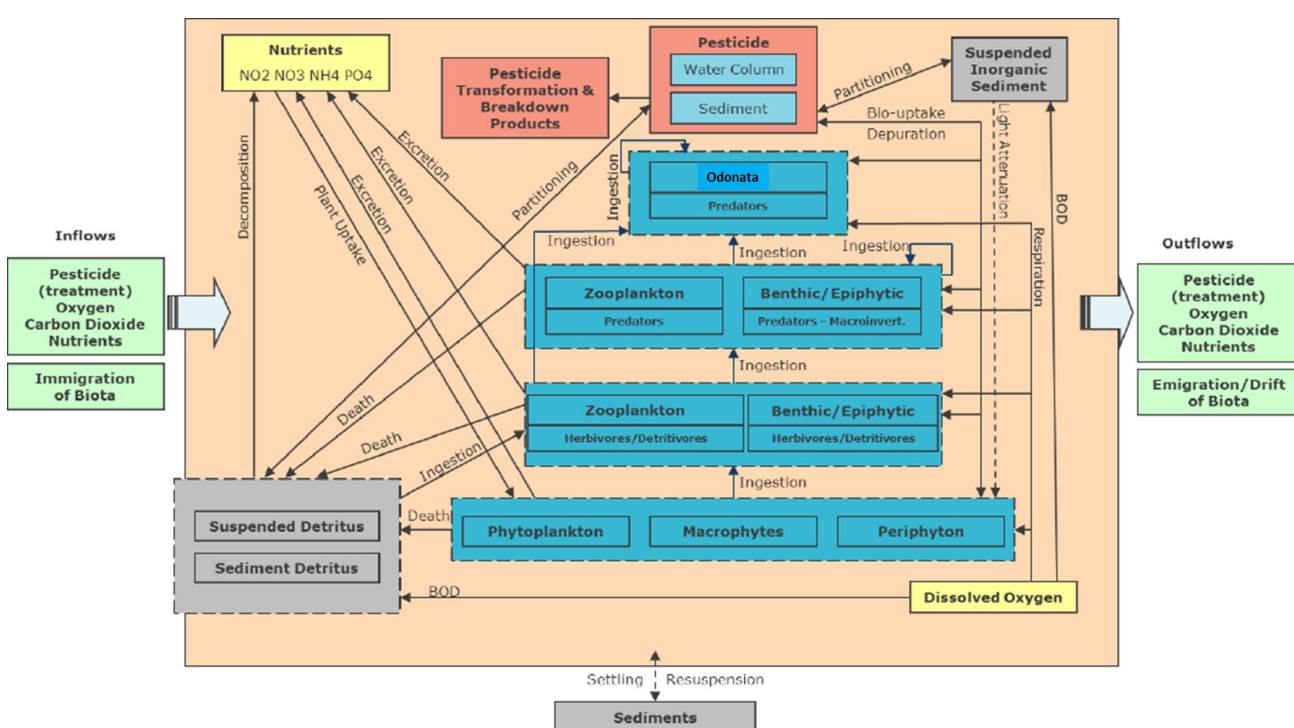 Nutrients
NO2 NO3 NH4 PO4
Pesticide
Water Column
Sediment
Pesticide
Transformation &
Breakdown
Products
Suspended
Inorganic
Sediment
Partitioning
Bio-uptake
Depuration
Light Attenuation
BOD
Decomposition
Plant Uptake
Excretion
Excretion
Excretion
Partitioning
Ingestion
Odonata
Predators
Respiration
Inflows
Pesticide
(treatment)
Oxygen
Carbon Dioxide
Nutrients
Immigration
of Biota
Outflows
Pesticide
(treatment)
Oxygen
Carbon Dioxide
Nutrients
Emigration/Drift
of Biota
Ingestion
Ingestion
Ingestion
Zooplankton
Predators
Benthic/Epiphytic
Predators – Macroinvert.
Ingestion
Death
Zooplankton
Herbivores/Detritivores
Benthic/Epiphytic
Herbivores/Detritivores
Death
Ingestion
Ingestion
Suspended Detritus
Sediment Detritus
Death
Phytoplankton
Macrophytes
Periphyton
BOD
Dissolved Oxygen
Settling
Resuspension
Sediments